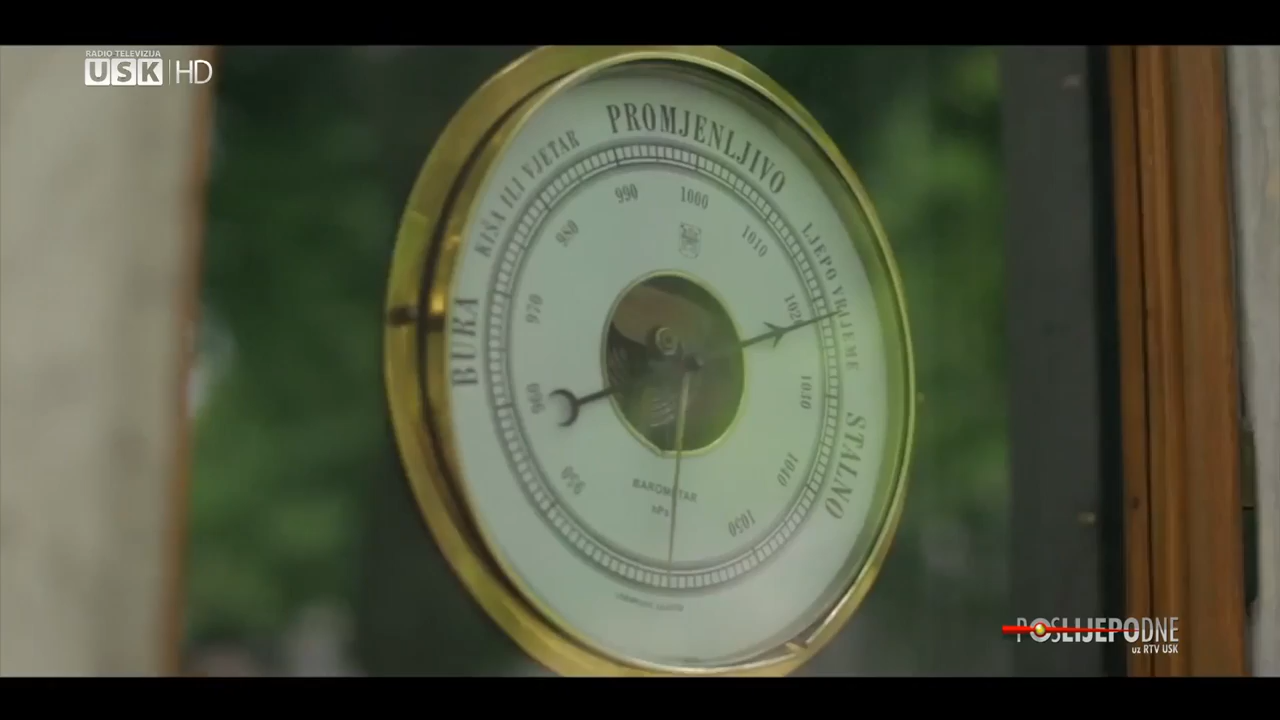 RADIO-TELEVIZIJA
USK HD
PROMJENLJIVO
KIŠA ILI VJETAR
LJEPO VRIJEME
BURA
STALNO
950
960
970
980
990
1000
1010
1020
1030
1040
1050
BAROMETAR
hPa
POSLIJEPODNE
uz RTV USK